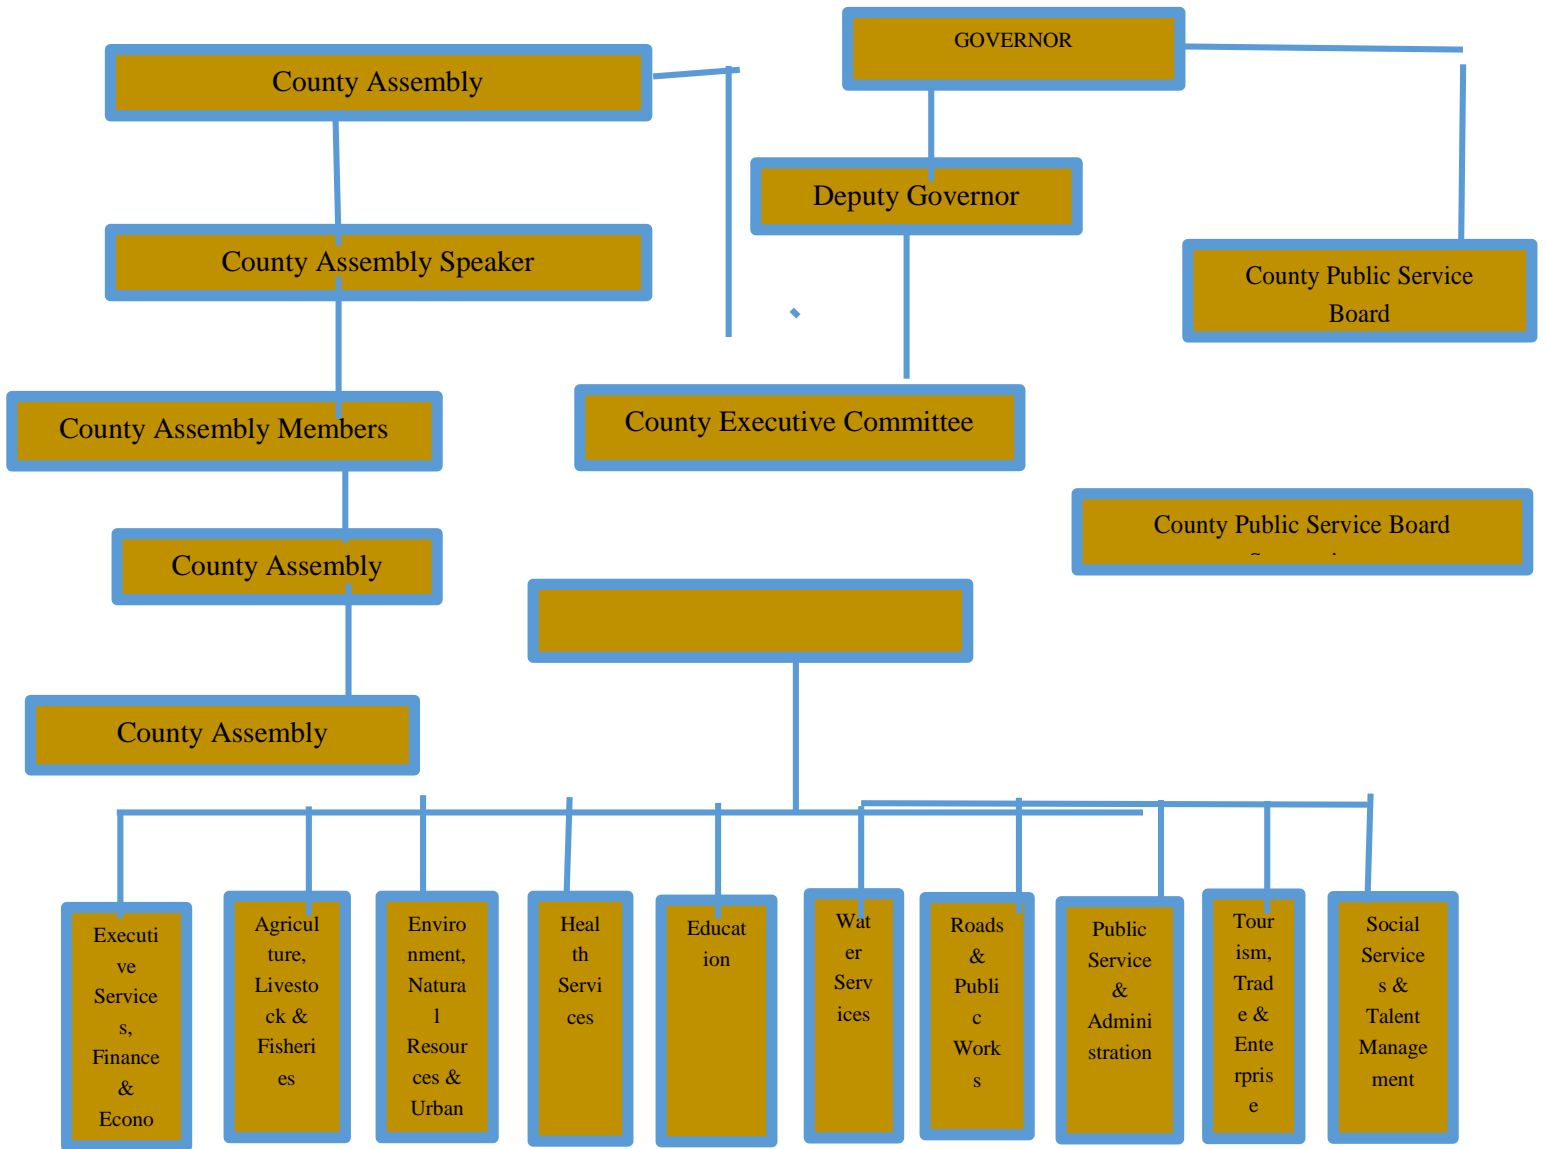 GOVERNOR
County Assembly
Deputy Governor
County Assembly Speaker
County Public Service
Board
County Assembly Members
County Executive Committee
County Public Service Board
County Assembly
County Assembly
Executi
ve
Service
s,
Finance
&
Econo
Agricul
ture,
Livesto
ck &
Fisheri
es
Enviro
nment,
Natura
l
Resour
ces &
Urban
Heal
th
Servi
ces
Educat
ion
Wat
er
Serv
ices
Roads
&
Publi
c
Work
s
Public
Service
&
Admini
stration
Tour
ism,
Trad
e &
Ente
rpris
e
Social
Service
s &
Talent
Manage
ment